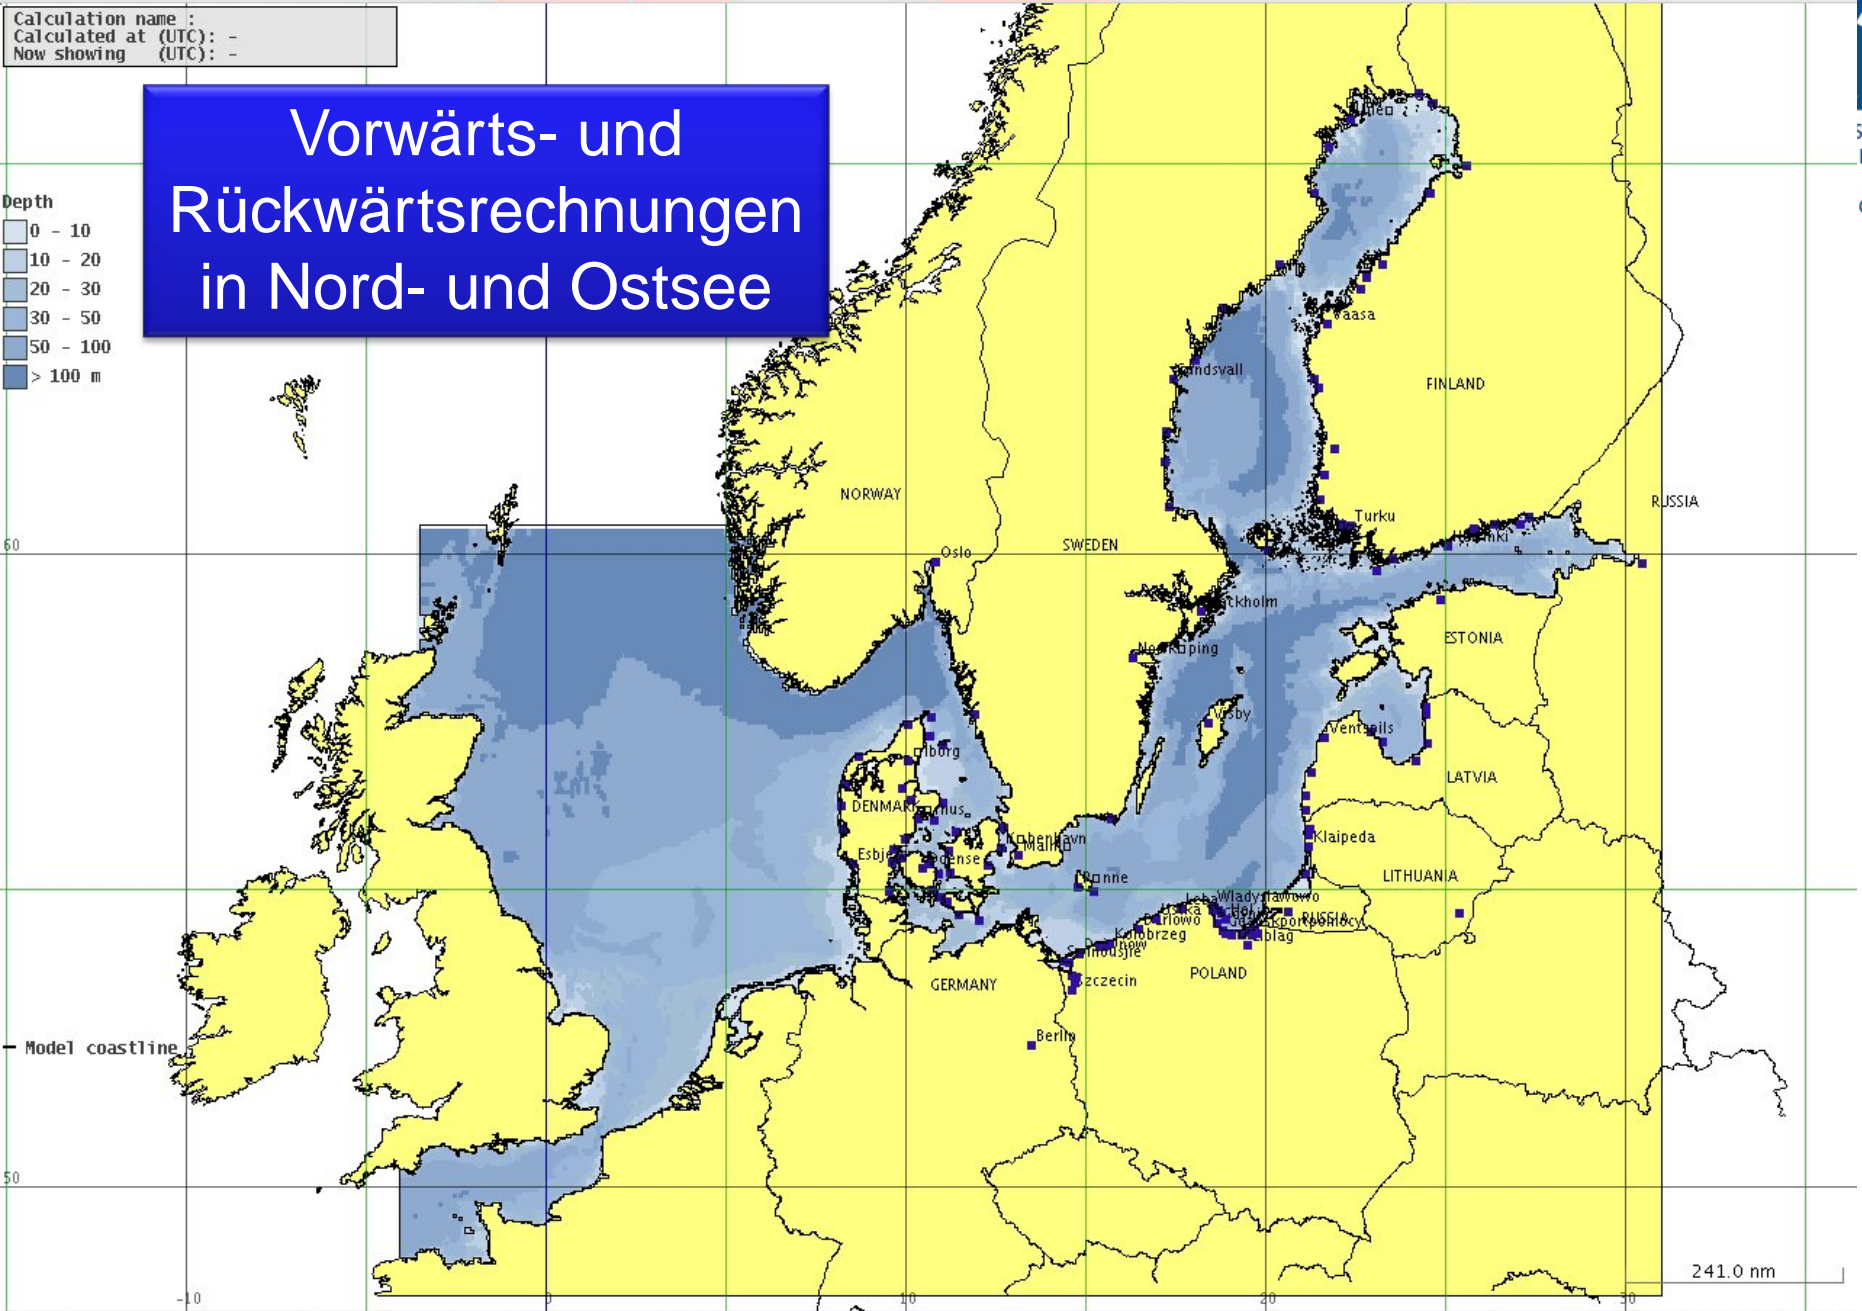 Calculation name :
Calculated at (UTC): -
Now showing (UTC): -
Vorwärts- und
Rückwärtsrechnungen
in Nord- und Ostsee
Depth
0 - 10
10 - 20
20 - 30
30 - 50
50 - 100
> 100 m
Vaasa
FINLAND
NORWAY
RUSSIA
Turku
60
Oslo
SWEDEN
ESTONIA
Visby
Ventspils
LATVIA
DENMARK
Klaipeda
LITHUANIA
Wladyslawowo
RUSSIA
Kolobrzeg
GERMANY
POLAND
Szczecin
Berlin
Model coastline
50
241.0 nm
-10
0
10
20
30